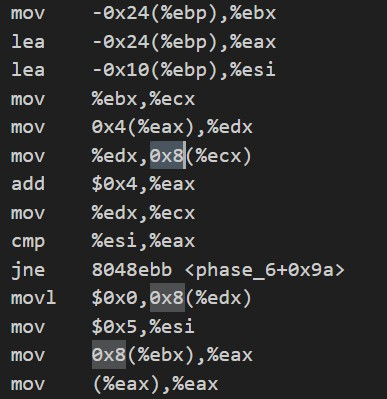 mov -0x24(%ebp),%ebx
lea -0x24(%ebp),%eax
lea -0x10(%ebp),%esi
mov %ebx,%ecx
mov 0x4(%eax),%edx
mov %edx,0x8(%ecx)
add $0x4,%eax
mov %edx,%ecx
cmp %esi,%eax
jne 8048ebb <phase_6+0x9a>
movl $0x0,0x8(%edx)
mov $0x5,%esi
mov 0x8(%ebx),%eax
mov (%eax),%eax